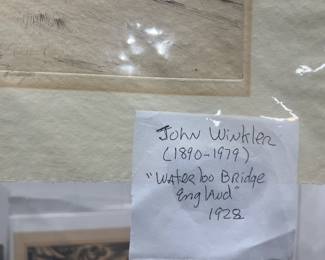 John Winkler
(1890-1979)
"Waterloo Bridge
England"
1928